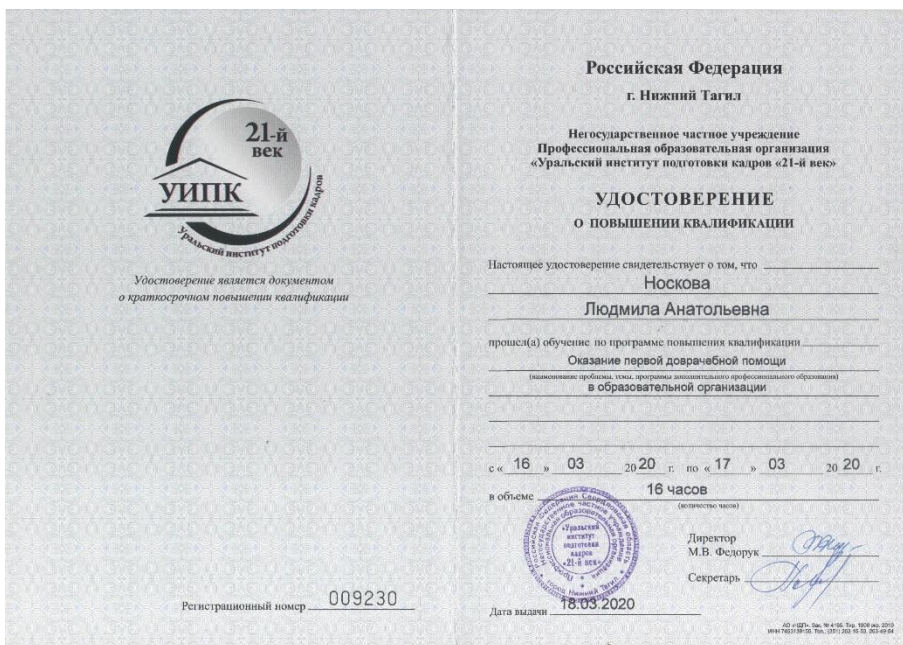 21-й
век
УИПК
Уральский институт подготовки кадров
Удостоверение является документом
о краткосрочном повышении квалификации
Регистрационный номер 009230
Российская Федерация
г. Нижний Тагил
Негосударственное частное учреждение
Профессиональная образовательная организация
«Уральский институт подготовки кадров «21-й век»
УДОСТОВЕРЕНИЕ
О ПОВЫШЕНИИ КВАЛИФИКАЦИИ
Настоящее удостоверение свидетельствует о том, что
Носкова
Людмила Анатольевна
прошел(а) обучение по программе повышения квалификации
Оказание первой доврачебной помощи
(наименование проблемы, темы, программы дополнительного профессионального образования)
в образовательной организации
с « 16 » 03 20 20 г. по « 17 » 03 20 20 г.
в объеме 16 часов
(количество часов)
«Уральский
институт
подготовки
кадров
«21-й век»
Директор
М.В. Федорук
Секретарь
Дата выдачи 18.03.2020